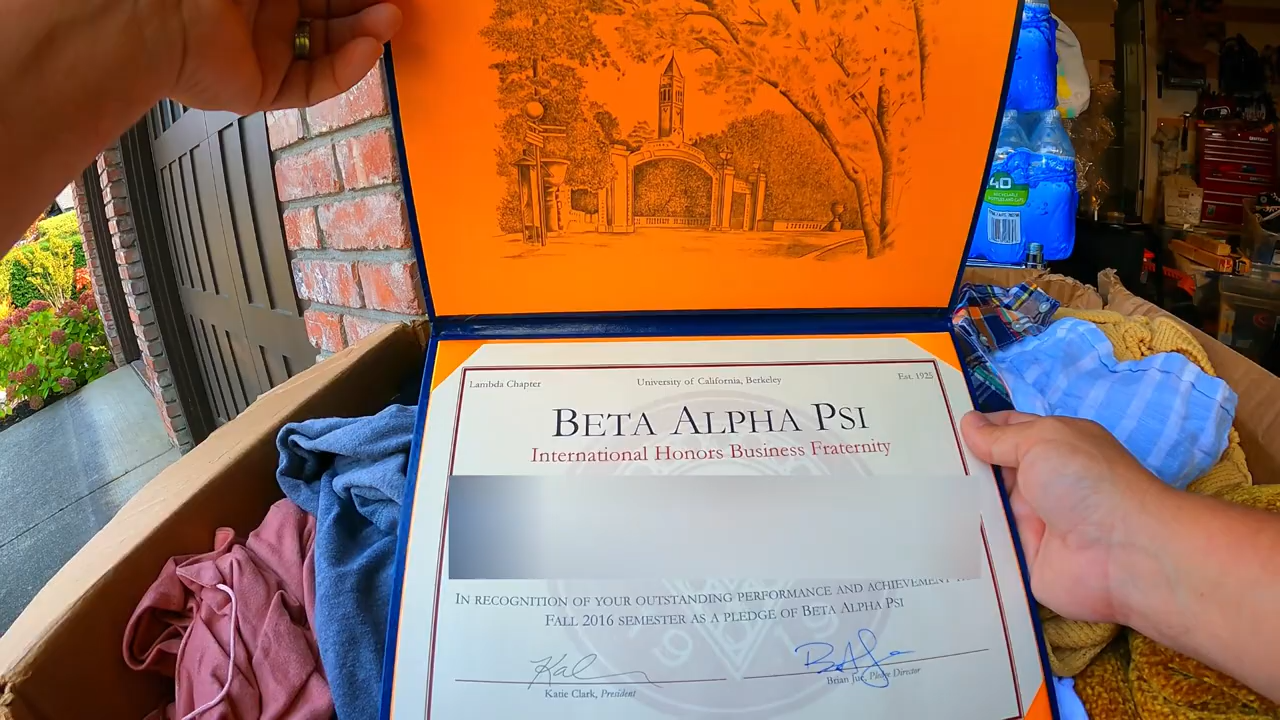 40
Lambda Chapter
University of California, Berkeley
Est. 1925
BETA ALPHA PSI
International Honors Business Fraternity
IN RECOGNITION OF YOUR OUTSTANDING PERFORMANCE AND ACHIEVEMENT
FALL 2016 SEMESTER AS A PLEDGE OF BETA ALPHA PSI
1919
Katie Clark, President
Brian Director